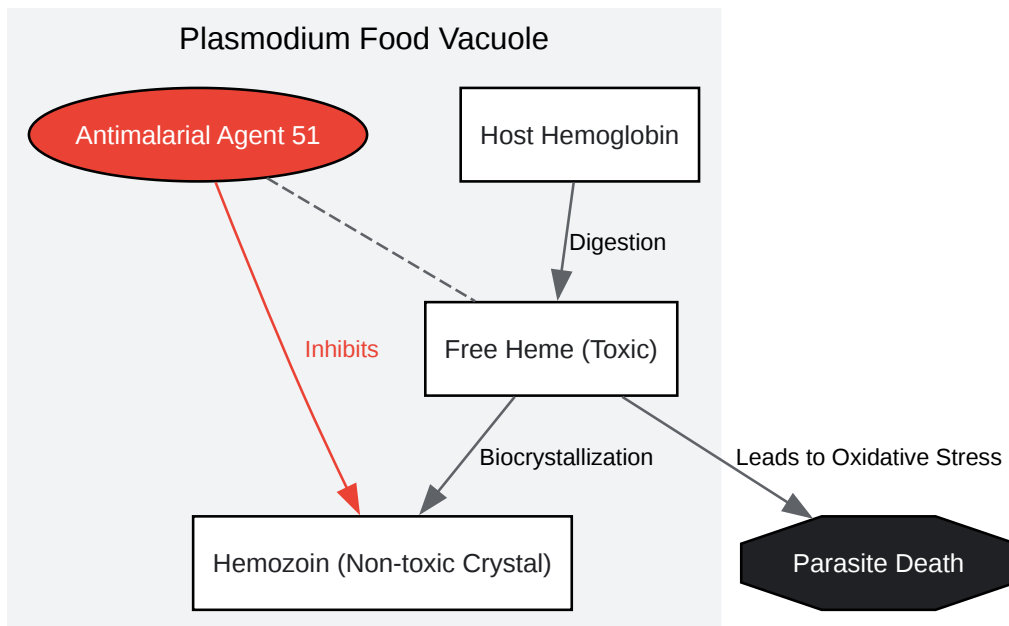 Plasmodium Food Vacuole
Antimalarial Agent 51
Host Hemoglobin
Digestion
Inhibits
Free Heme (Toxic)
Biocrystallization
Leads to Oxidative Stress
Hemozoin (Non-toxic Crystal)
Parasite Death